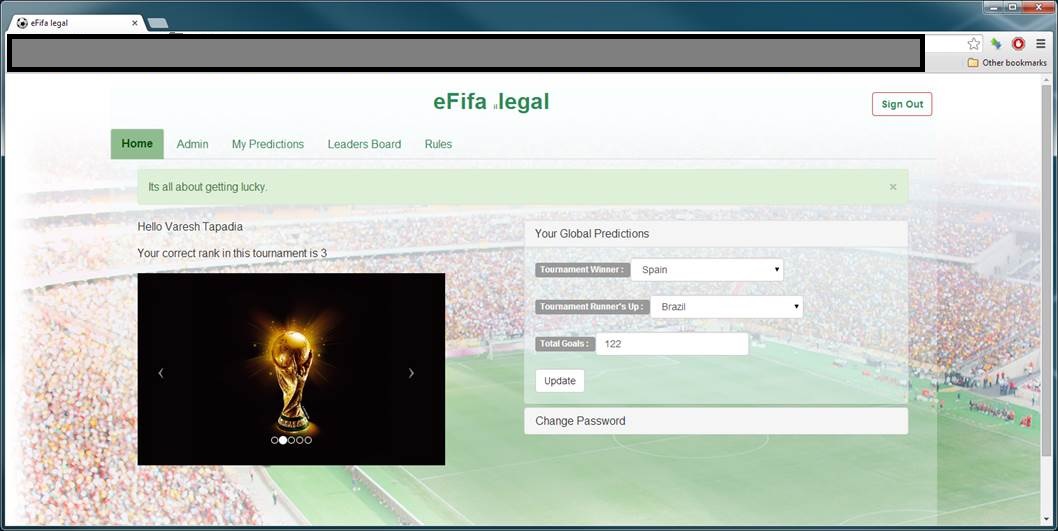 eFifa legal
Other bookmarks
eFifa illegal
Sign Out
Home Admin My Predictions Leaders Board Rules
Its all about getting lucky. ×
Hello Varesh Tapadia
Your correct rank in this tournament is 3
Your Global Predictions
Tournament Winner : Spain
Tournament Runner's Up : Brazil
Total Goals : 122
Update
Change Password